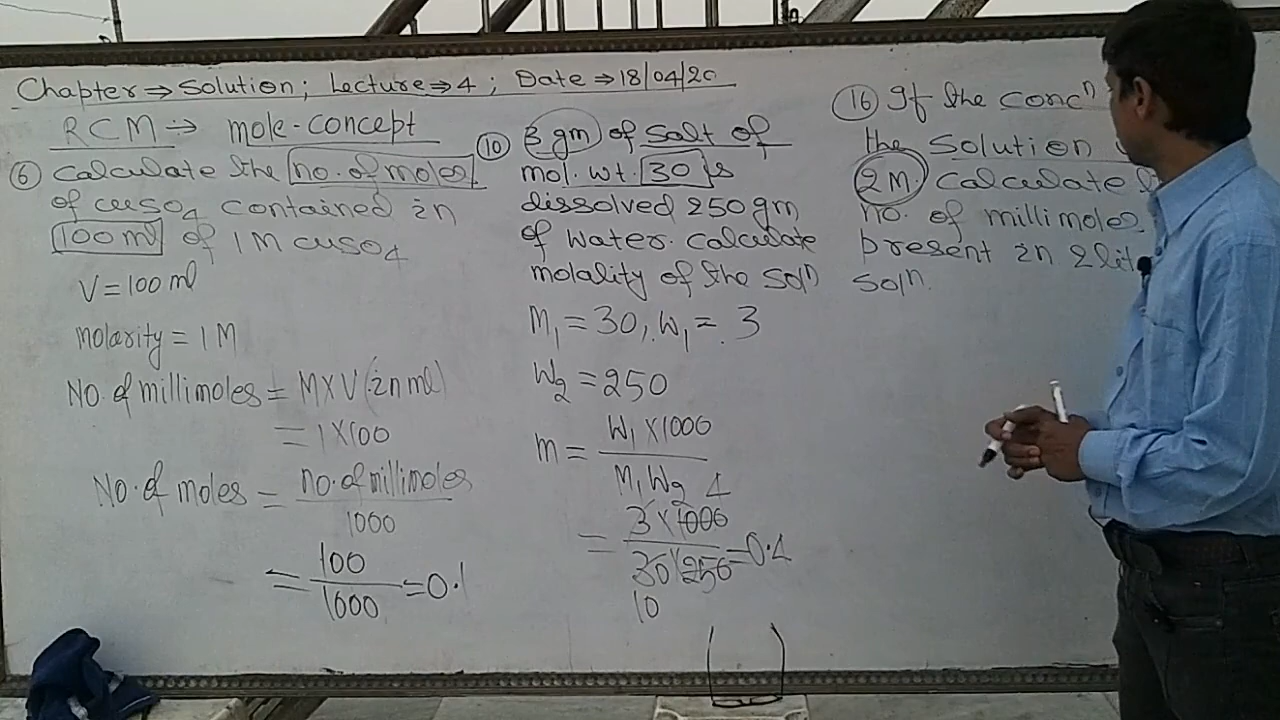 Chapter → Solution; Lecture → 4; Date → 18/04/20
RCM → mole-concept
⑥ Calculate the no. of moles
of CuSO4 contained in
100 ml of 1M CuSO4
V = 100 ml
Molarity = 1 M
No. of millimoles = M×V (in ml)
= 1×100
No. of moles = no. of millimoles
1000
= 100
1000 = 0.1
⑩ 3 gm of salt of
mol. wt. 30 is
dissolved 250 gm
of water. Calculate
molality of the solⁿ
M₁ = 30, W₁ = 3
W₂ = 250
m = W₁ × 1000
M₁ W₂
4
= 3 × 1000
30 × 250 = 0.4
10
⑯ If the concⁿ
the solution
2M calculate
no. of millimoles
present in 2 lit
solⁿ.